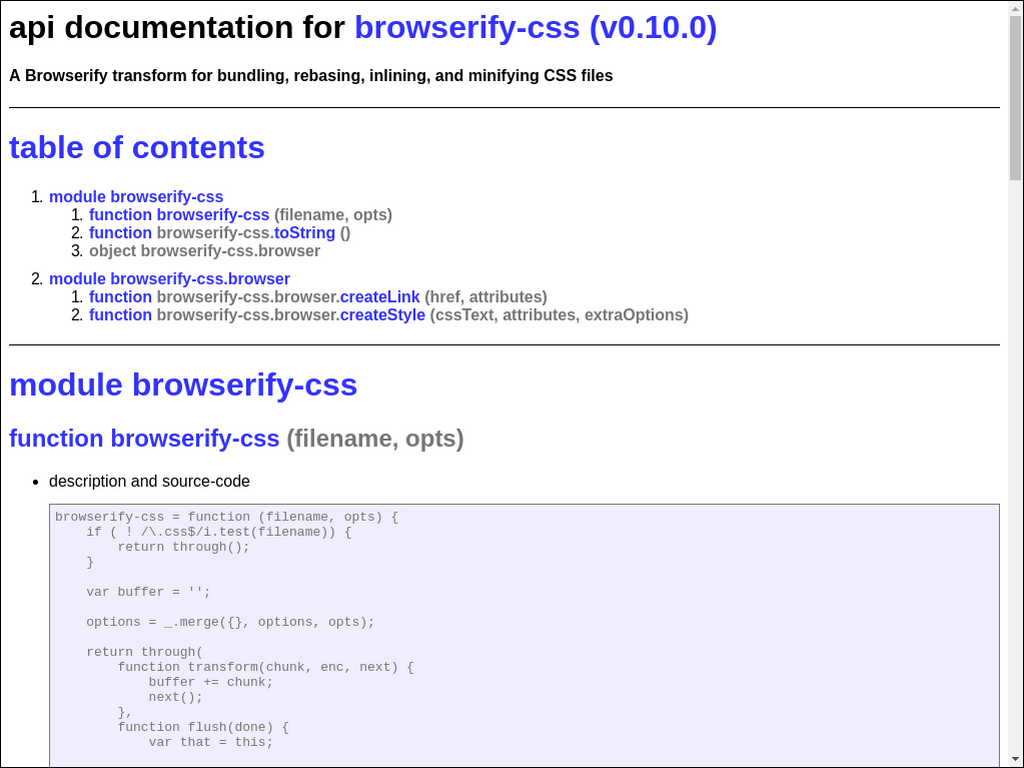 api documentation for browserify-css (v0.10.0)
A Browserify transform for bundling, rebasing, inlining, and minifying CSS files
table of contents
1. module browserify-css
1. function browserify-css (filename, opts)
2. function browserify-css.toString ()
3. object browserify-css.browser
2. module browserify-css.browser
1. function browserify-css.browser.createLink (href, attributes)
2. function browserify-css.browser.createStyle (cssText, attributes, extraOptions)
module browserify-css
function browserify-css (filename, opts)
• description and source-code
browserify-css = function (filename, opts) {
    if ( ! /\.css$/i.test(filename)) {
        return through();
    }
    var buffer = '';
    options = _.merge({}, options, opts);
    return through(
        function transform(chunk, enc, next) {
            buffer += chunk;
            next();
        },
        function flush(done) {
            var that = this;